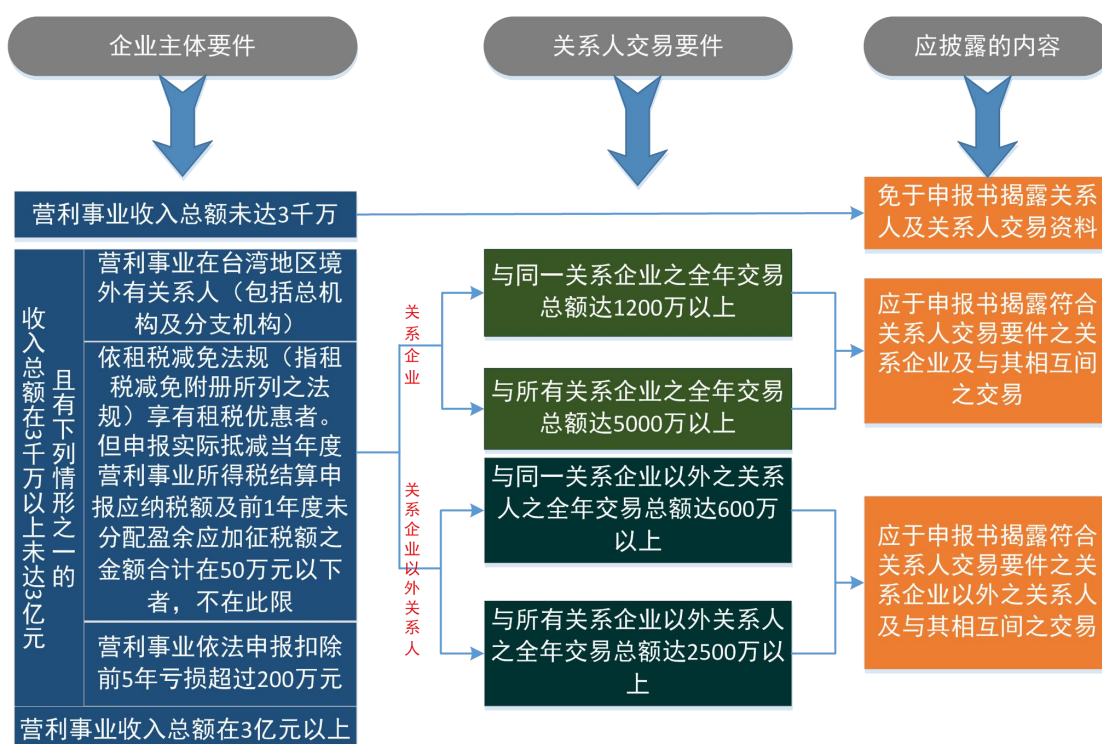 企业主体要件
关系人交易要件
应披露的内容
营利事业收入总额未达3千万
免于申报书揭露关系
人及关系人交易资料
收入总额在3千万以上未达3亿元
且有下列情形之一的
营利事业在台湾地区境
外有关系人（包括总机
构及分支机构）
依租税减免法规（指租
税减免附册所列之法
规）享有租税优惠者。
但申报实际抵减当年度
营利事业所得税结算申
报应纳税额及前1年度未
分配盈余应加征税额之
金额合计在50万元以下
者，不在此限
营利事业依法申报扣除
前5年亏损超过200万元
营利事业收入总额在3亿元以上
关系企业
与同一关系企业之全年交易
总额达1200万以上
与所有关系企业之全年交易
总额达5000万以上
应于申报书揭露符合
关系人交易要件之关
系企业及与其相互间
之交易
关系企业以外关系人
与同一关系企业以外之关系
人之全年交易总额达600万
以上
与所有关系企业以外关系人
之全年交易总额达2500万以
上
应于申报书揭露符合
关系人交易要件之关
系企业以外之关系人
及与其相互间之交易